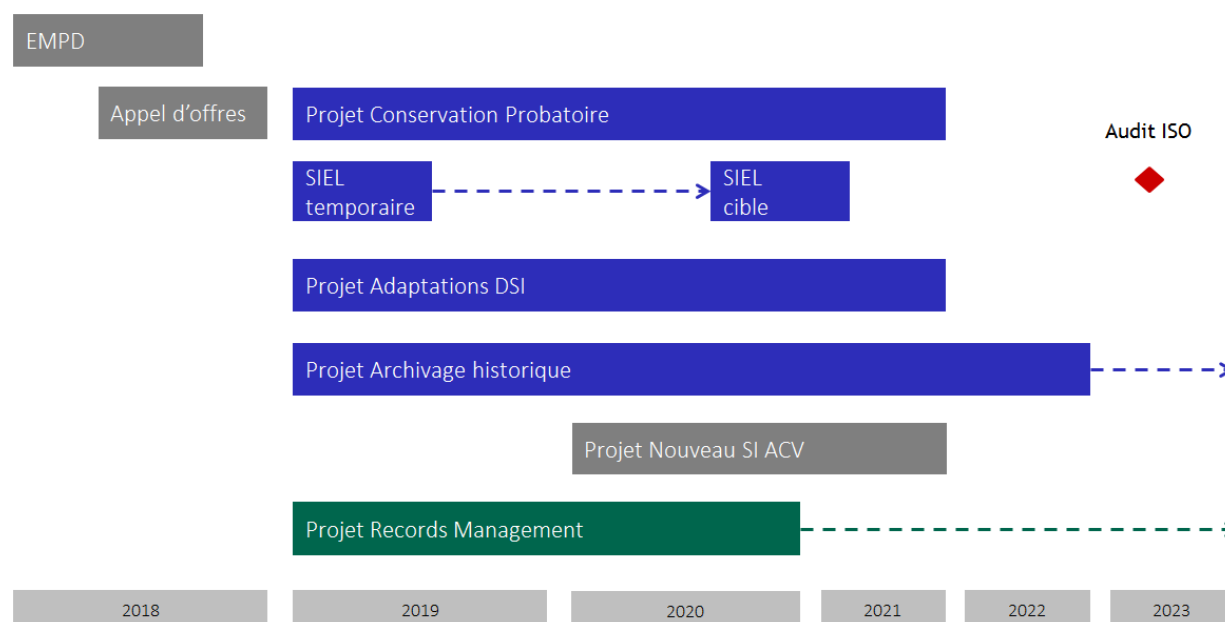 EMPD
Appel d’offres
Projet Conservation Probatoire
Audit ISO
SIEL
temporaire
SIEL
cible
Projet Adaptations DSI
Projet Archivage historique
Projet Nouveau SI ACV
Projet Records Management
2018
2019
2020
2021
2022
2023